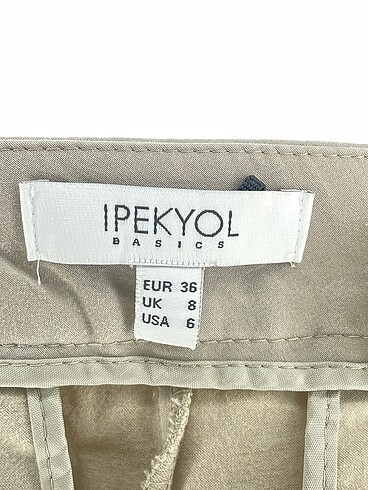 IPEKYOL
BASICS
EUR 36
UK 8
USA 6